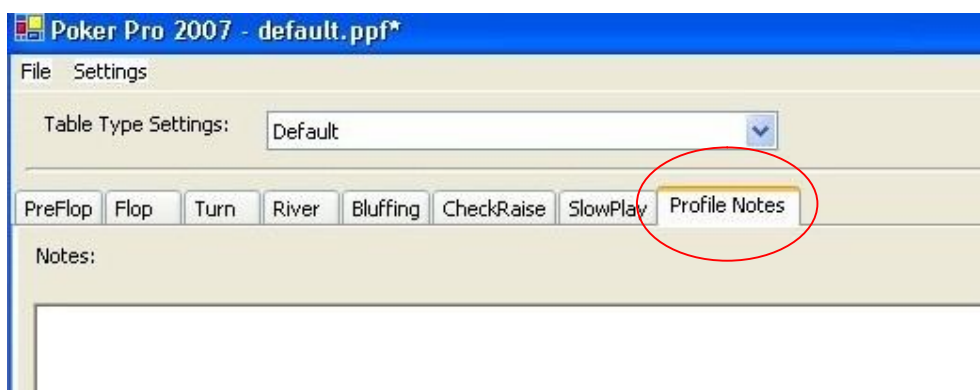 Poker Pro 2007 - default.ppf*
File Settings
Table Type Settings: Default
PreFlop Flop Turn River Bluffing CheckRaise SlowPlay Profile Notes
Notes: